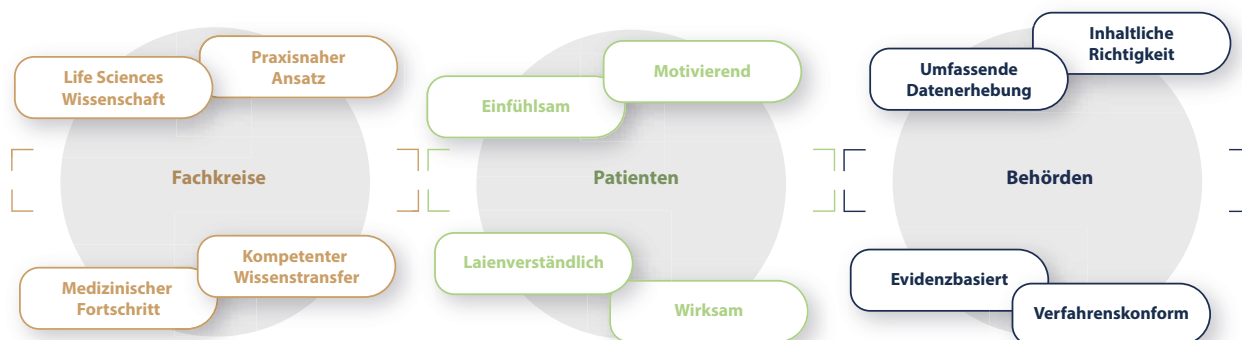 Life Sciences
Wissenschaft
Praxisnaher
Ansatz
Fachkreise
Medizinischer
Fortschritt
Kompetenter
Wissenstransfer
Einfühlsam
Motivierend
Patienten
Laienverständlich
Wirksam
Umfassende
Datenerhebung
Inhaltliche
Richtigkeit
Behörden
Evidenzbasiert
Verfahrenskonform